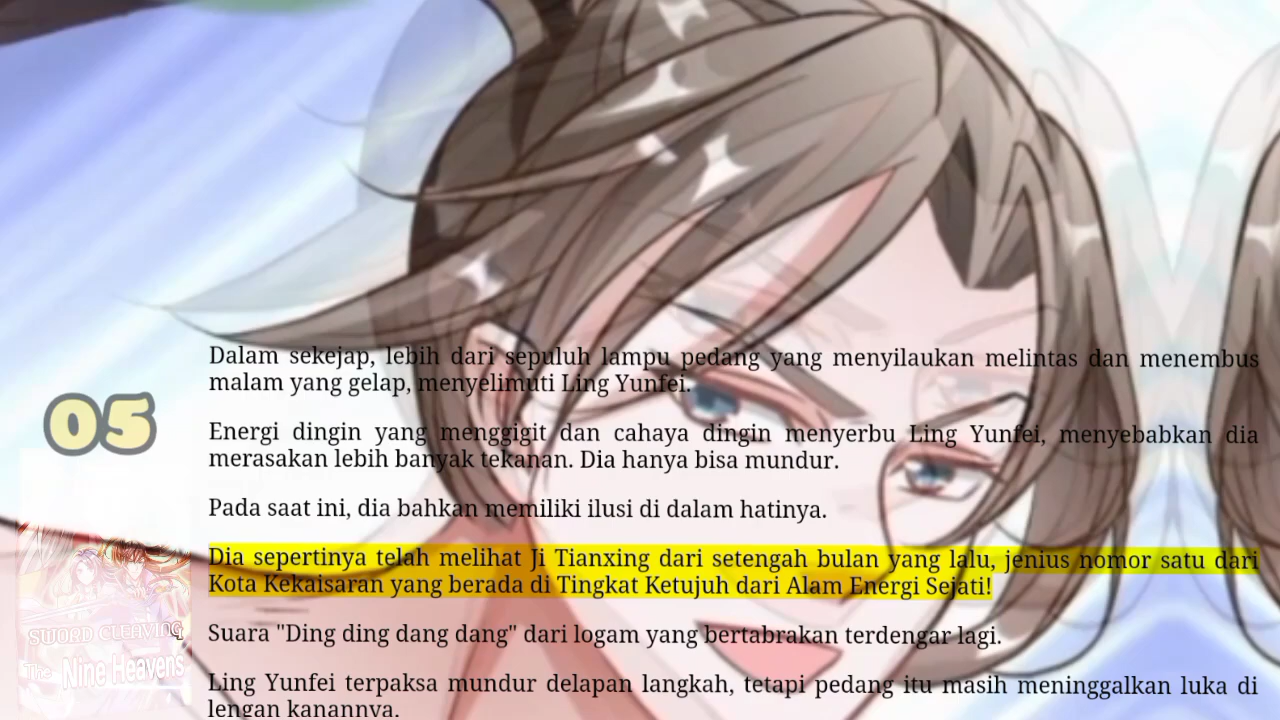 Dalam sekejap, lebih dari sepuluh lampu pedang yang menyilaukan melintas dan menembus
malam yang gelap, menyelimuti Ling Yunfei.
05
Energi dingin yang menggigit dan cahaya dingin menyerbu Ling Yunfei, menyebabkan dia
merasakan lebih banyak tekanan. Dia hanya bisa mundur.
Pada saat ini, dia bahkan memiliki ilusi di dalam hatinya.
Dia sepertinya telah melihat Ji Tianxing dari setengah bulan yang lalu, jenius nomor satu dari
Kota Kekaisaran yang berada di Tingkat Ketujuh dari Alam Energi Sejati!
Suara "Ding ding dang dang" dari logam yang bertabrakan terdengar lagi.
Ling Yunfei terpaksa mundur delapan langkah, tetapi pedang itu masih meninggalkan luka di
lengan kanannya.
SWORD CLEAVING
The Nine Heavens